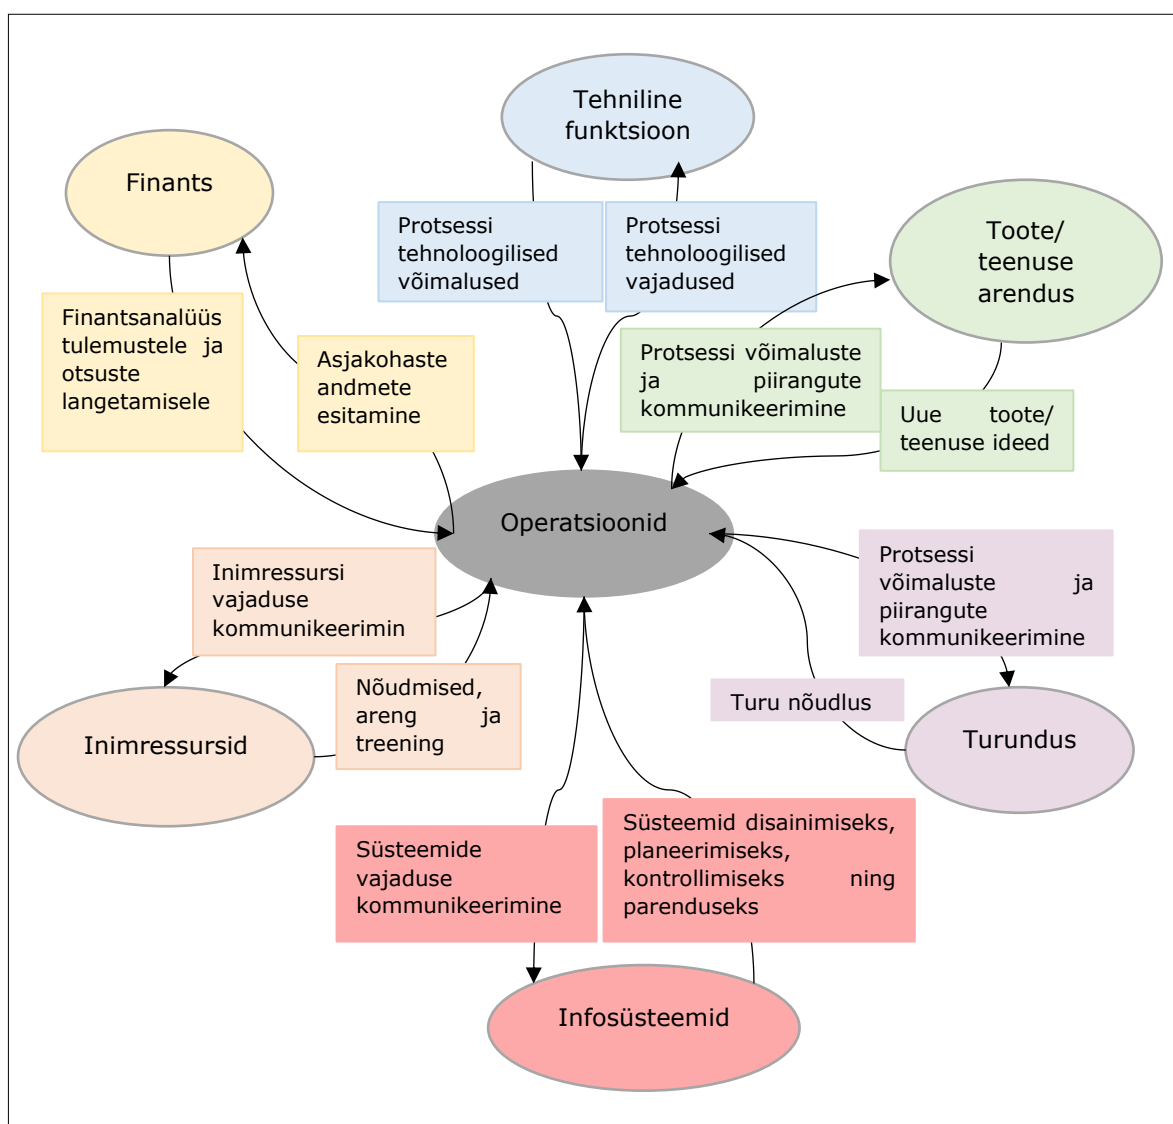 Tehniline
funktsioon
Finants
Protsessi
tehnoloogilised
võimalused
Protsessi
tehnoloogilised
vajadused
Toote/
teenuse
arendus
Finantsanalüüs
tulemustele ja
otsuste
langetamisele
Asjakohaste
andmete
esitamine
Protsessi võimaluste
ja piirangute
kommunikeerimine
Uue toote/
teenuse ideed
Operatsioonid
Inimressursi
vajaduse
kommunikeerimin
Protsessi
võimaluste ja
piirangute
kommunikeerimine
Nõudmised,
areng ja
treening
Turu nõudlus
Inimressursid
Turundus
Süsteemide
vajaduse
kommunikeerimine
Süsteemid disainimiseks,
planeerimiseks,
kontrollimiseks ning
parenduseks
Infosüsteemid